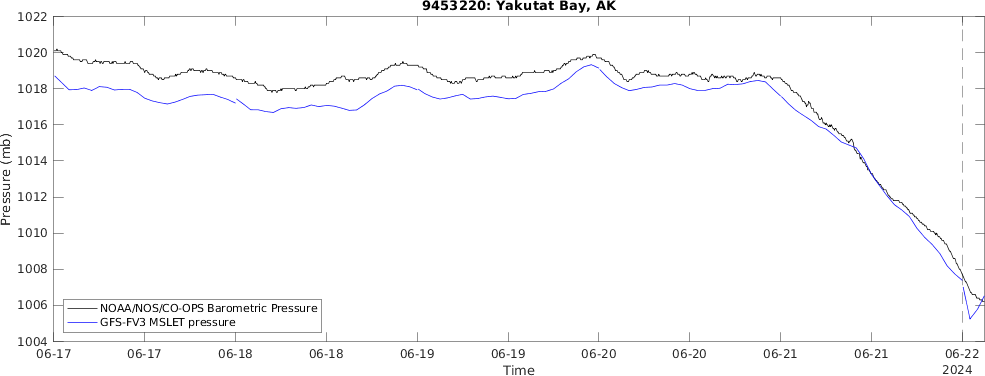 9453220: Yakutat Bay, AK
1022
1020
1018
1016
1014
1012
1010
1008
1006
1004
Pressure (mb)
NOAA/NOS/CO-OPS Barometric Pressure
GFS-FV3 MSLET pressure
06-17 06-17 06-18 06-18 06-19 06-19 06-20 06-20 06-21 06-21 06-22
2024
Time